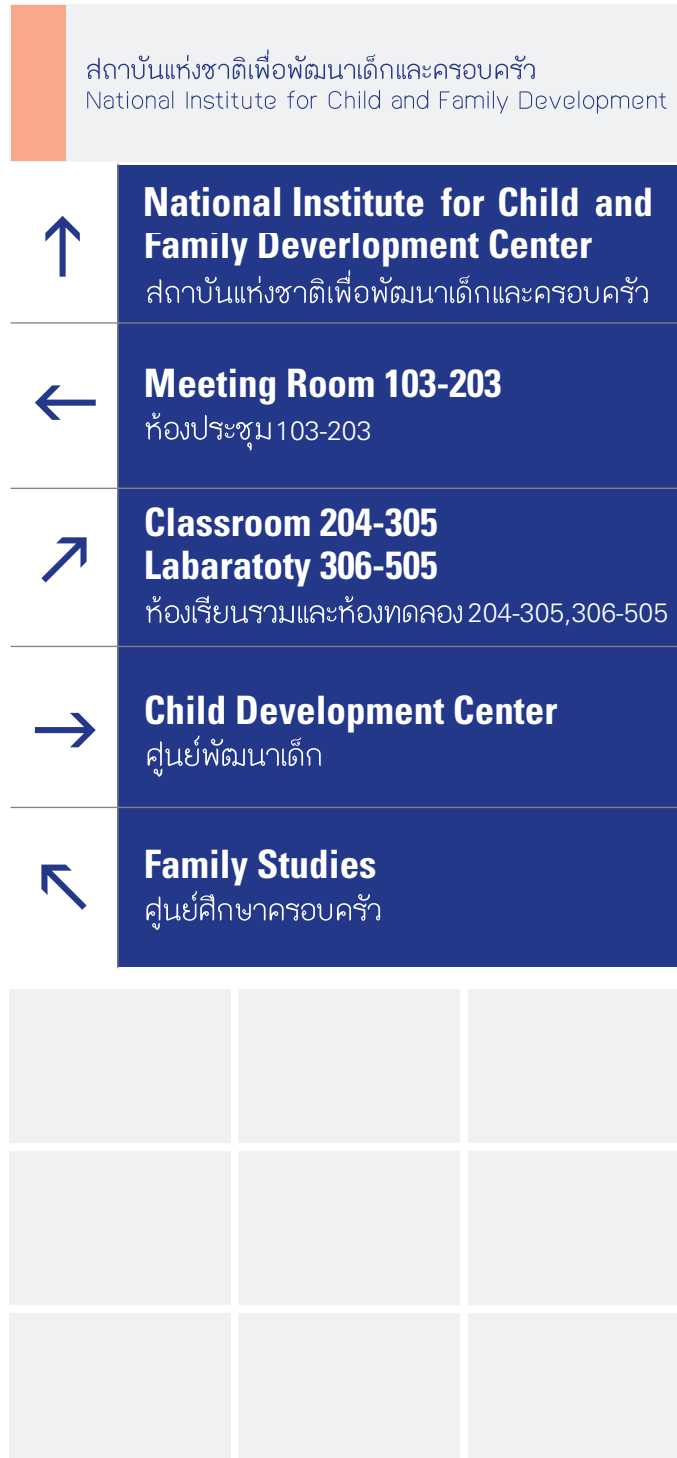 สถาบันแห่งชาติเพื่อพัฒนาเด็กและครอบครัว
National Institute for Child and Family Development
National Institute for Child and
Family Deverlopment Center
สถาบันแห่งชาติเพื่อพัฒนาเด็กและครอบครัว
Meeting Room 103-203
ห้องประชุม103-203
Classroom 204-305
Labaratoty 306-505
ห้องเรียนรวมและห้องทดลอง204-305,306-505
Child Development Center
ศูนย์พัฒนาเด็ก
Family Studies
ศูนย์ศึกษาครอบครัว